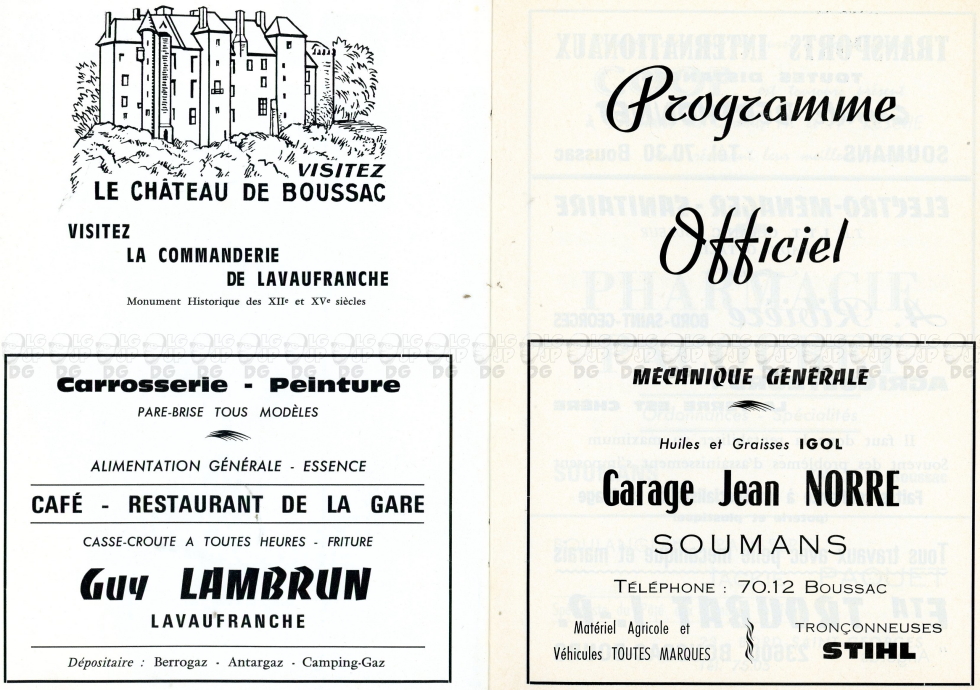 VISITEZ
LE CHÂTEAU DE BOUSSAC
VISITEZ
LA COMMANDERIE
DE LAVAUFRANCHE
Monument Historique des XIIe et XVe siècles
Carrosserie - Peinture
PARE-BRISE TOUS MODÈLES
ALIMENTATION GÉNÉRALE - ESSENCE
CAFÉ - RESTAURANT DE LA GARE
CASSE-CROUTE A TOUTES HEURES - FRITURE
Guy LAMBRUN
LAVAUFRANCHE
Dépositaire : Berrogaz - Antargaz - Camping-Gaz
Programme
Officiel
MÉCANIQUE GÉNÉRALE
Huiles et Graisses IGOL
Garage Jean NORRE
SOUMANS
TÉLÉPHONE : 70.12 BOUSSAC
Matériel Agricole et
Véhicules TOUTES MARQUES
TRONÇONNEUSES
STIHL